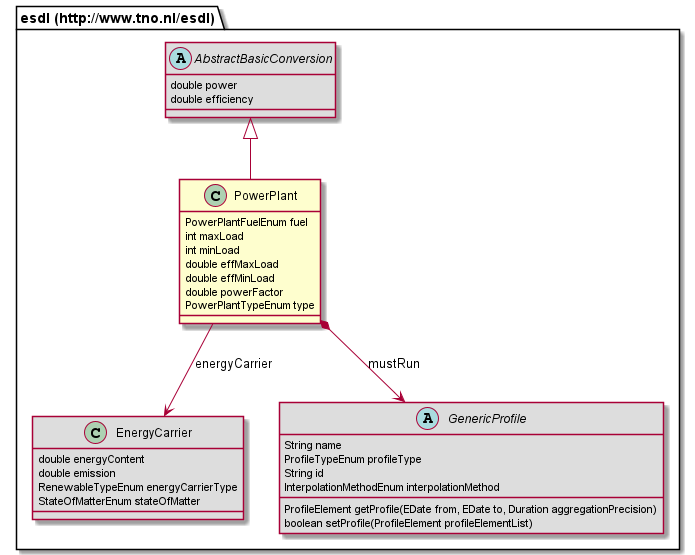 esdl (http://www.tno.nl/esdl)
A AbstractBasicConversion
double power
double efficiency
C PowerPlant
PowerPlantFuelEnum fuel
int maxLoad
int minLoad
double effMaxLoad
double effMinLoad
double powerFactor
PowerPlantTypeEnum type
energyCarrier
mustRun
C EnergyCarrier
double energyContent
double emission
RenewableTypeEnum energyCarrierType
StateOfMatterEnum stateOfMatter
A GenericProfile
String name
ProfileTypeEnum profileType
String id
InterpolationMethodEnum interpolationMethod
ProfileElement getProfile(EDate from, EDate to, Duration aggregationPrecision)
boolean setProfile(ProfileElement profileElementList)